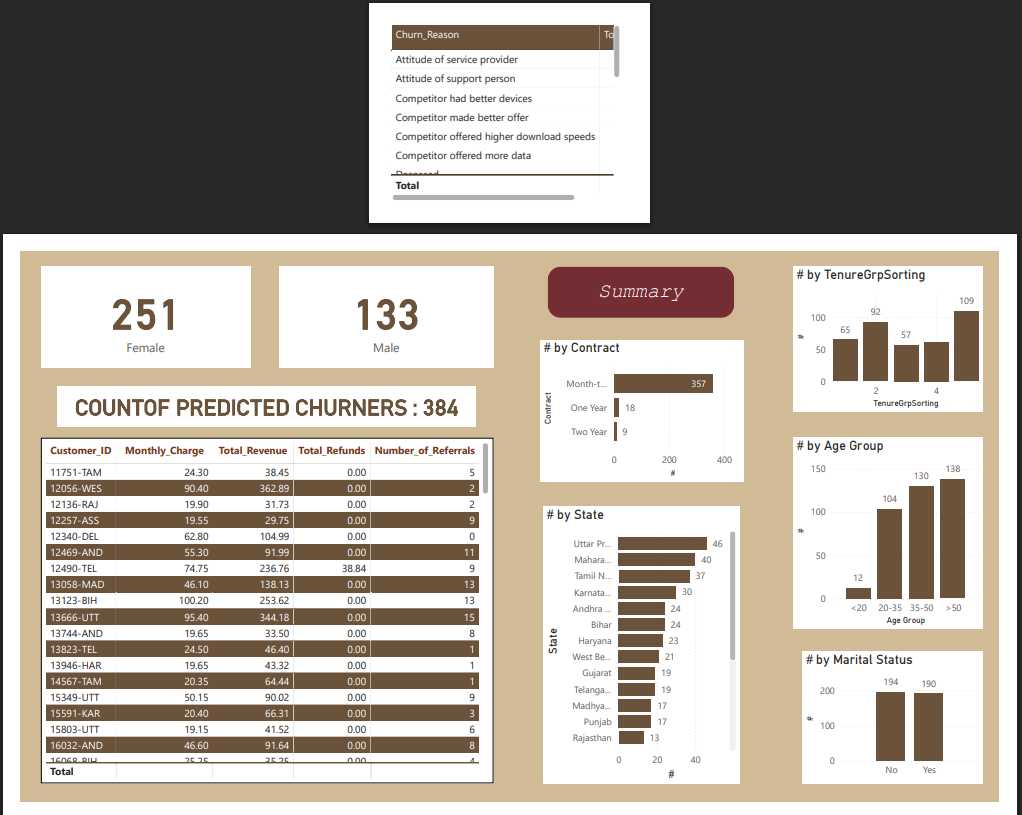 Churn_Reason To
Attitude of service provider
Attitude of support person
Competitor had better devices
Competitor made better offer
Competitor offered higher download speeds
Competitor offered more data
Deceased
Total
251
Female
133
Male
COUNTOF PREDICTED CHURNERS : 384
Customer_ID Monthly_Charge Total_Revenue Total_Refunds Number_of_Referrals
11751-TAM 24.30 38.45 0.00 5
12056-WES 90.40 362.89 0.00 2
12136-RAJ 19.90 31.73 0.00 2
12257-ASS 19.55 29.75 0.00 9
12340-DEL 62.80 104.99 0.00 0
12469-AND 55.30 91.99 0.00 11
12490-TEL 74.75 236.76 38.84 9
13058-MAD 46.10 138.13 0.00 13
13123-BIH 100.20 253.62 0.00 13
13666-UTT 95.40 344.18 0.00 15
13744-AND 19.65 33.50 0.00 8
13823-TEL 24.50 46.40 0.00 1
13946-HAR 19.65 43.32 0.00 1
14567-TAM 20.35 64.44 0.00 1
15349-UTT 50.15 90.02 0.00 9
15591-KAR 20.40 66.31 0.00 3
15803-UTT 19.15 41.52 0.00 6
16032-AND 46.60 91.64 0.00 8
16068-BIH 25.25 35.25 0.00 4
Total
Summary
# by Contract
Contract
Month-t... 357
One Year 18
Two Year 9
0 200 400
#
# by State
State
Uttar Pr... 46
Mahara... 40
Tamil N... 37
Karnata... 30
Andhra ... 24
Bihar 24
Haryana 23
West Be... 21
Gujarat 19
Telanga... 19
Madhya... 17
Punjab 17
Rajasthan 13
0 20 40
#
# by TenureGrpSorting
#
100
50
0
65 92 57 109
2 4
TenureGrpSorting
# by Age Group
#
150
100
50
0
12 104 130 138
<20 20-35 35-50 >50
Age Group
# by Marital Status
#
200
100
0
194 190
No Yes